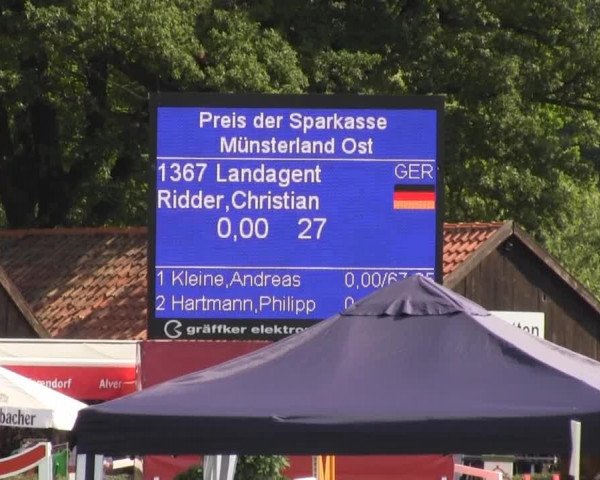 Preis der Sparkasse
Münsterland Ost
1367 Landagent GER
Ridder,Christian
0,00 27
1 Kleine,Andreas
2 Hartmann,Philipp
gräffker